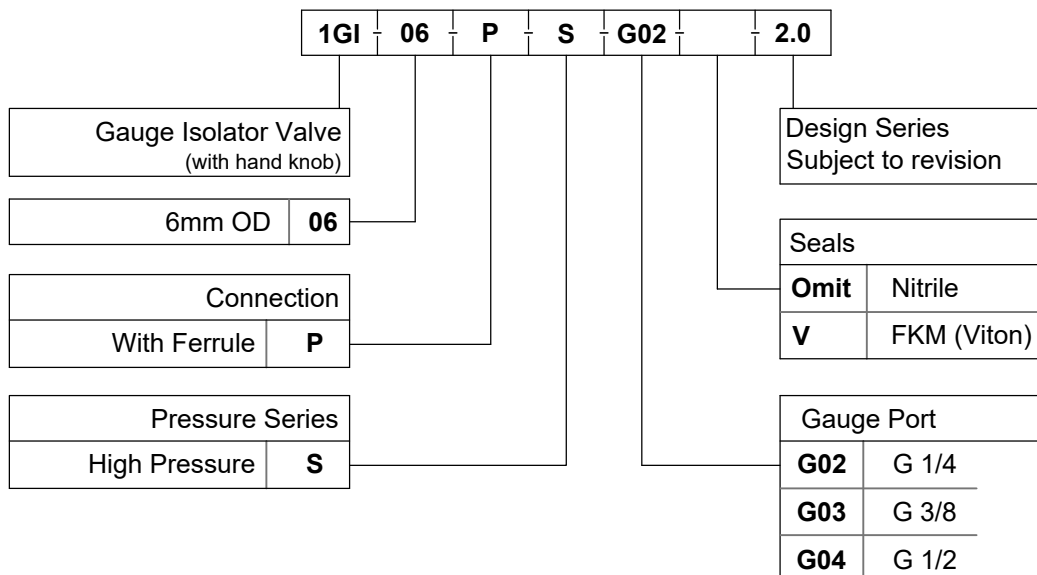 1GI - 06 - P - S - G02 - - 2.0
Gauge Isolator Valve
(with hand knob)
6mm OD 06
Connection
With Ferrule P
Pressure Series
High Pressure S
Design Series
Subject to revision
Seals
Omit Nitrile
V FKM (Viton)
Gauge Port
G02 G 1/4
G03 G 3/8
G04 G 1/2